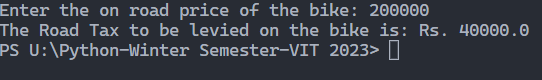 Enter the on road price of the bike: 200000
The Road Tax to be levied on the bike is: Rs. 40000.0
PS U:\Python-Winter Semester-VIT 2023>